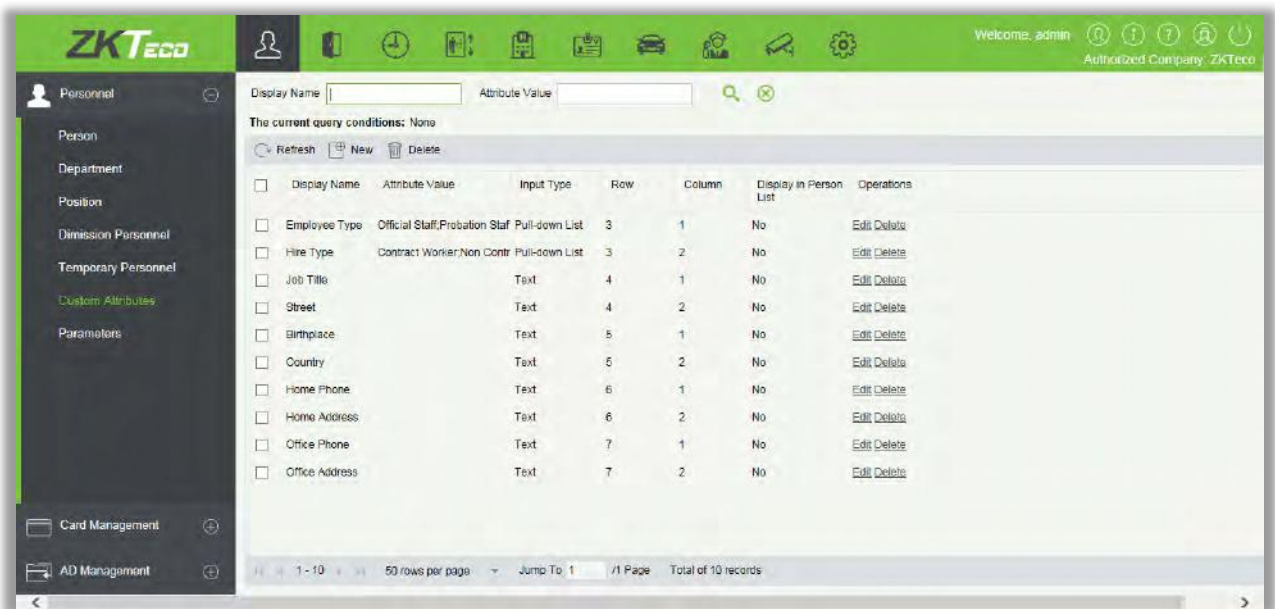 ZKTeco
Welcome, admin
Authorized Company: ZKTeco
Personnel
Person
Department
Position
Dimission Personnel
Temporary Personnel
Custom Attributes
Parameters
Card Management
AD Management
Display Name Attribute Value
The current query conditions: None
Refresh New Delete
Display Name Attribute Value Input Type Row Column Display in Person List Operations
Employee Type Official Staff;Probation Staf Pull-down List 3 1 No Edit Delete
Hire Type Contract Worker;Non Contr Pull-down List 3 2 No Edit Delete
Job Title Text 4 1 No Edit Delete
Street Text 4 2 No Edit Delete
Birthplace Text 5 1 No Edit Delete
Country Text 5 2 No Edit Delete
Home Phone Text 6 1 No Edit Delete
Home Address Text 6 2 No Edit Delete
Office Phone Text 7 1 No Edit Delete
Office Address Text 7 2 No Edit Delete
1 - 10 50 rows per page Jump To 1 /1 Page Total of 10 records